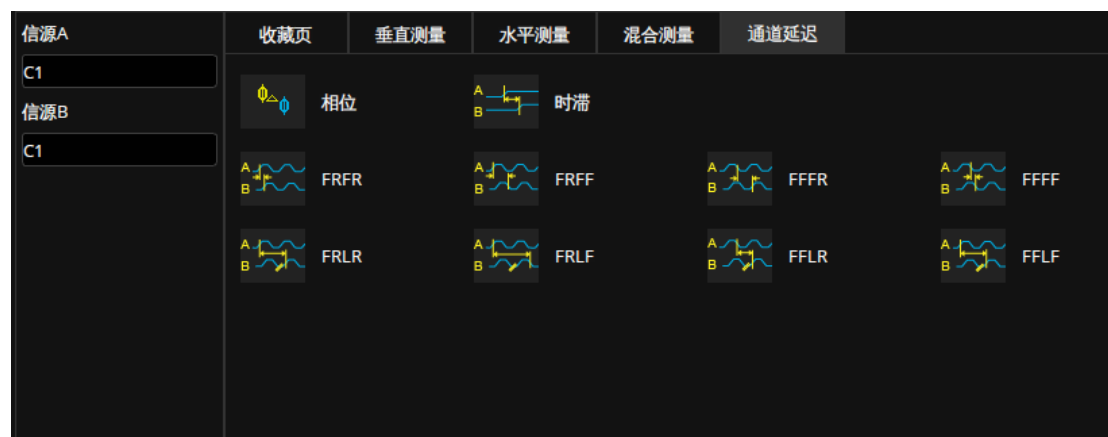 信源A
C1
信源B
C1
收藏页 垂直测量 水平测量 混合测量 通道延迟
ϕ△ϕ 相位 A B 时滞
A B FRFR A B FRFF A B FFFR A B FFFF
A B FRLR A B FRLF A B FFLR A B FFLF